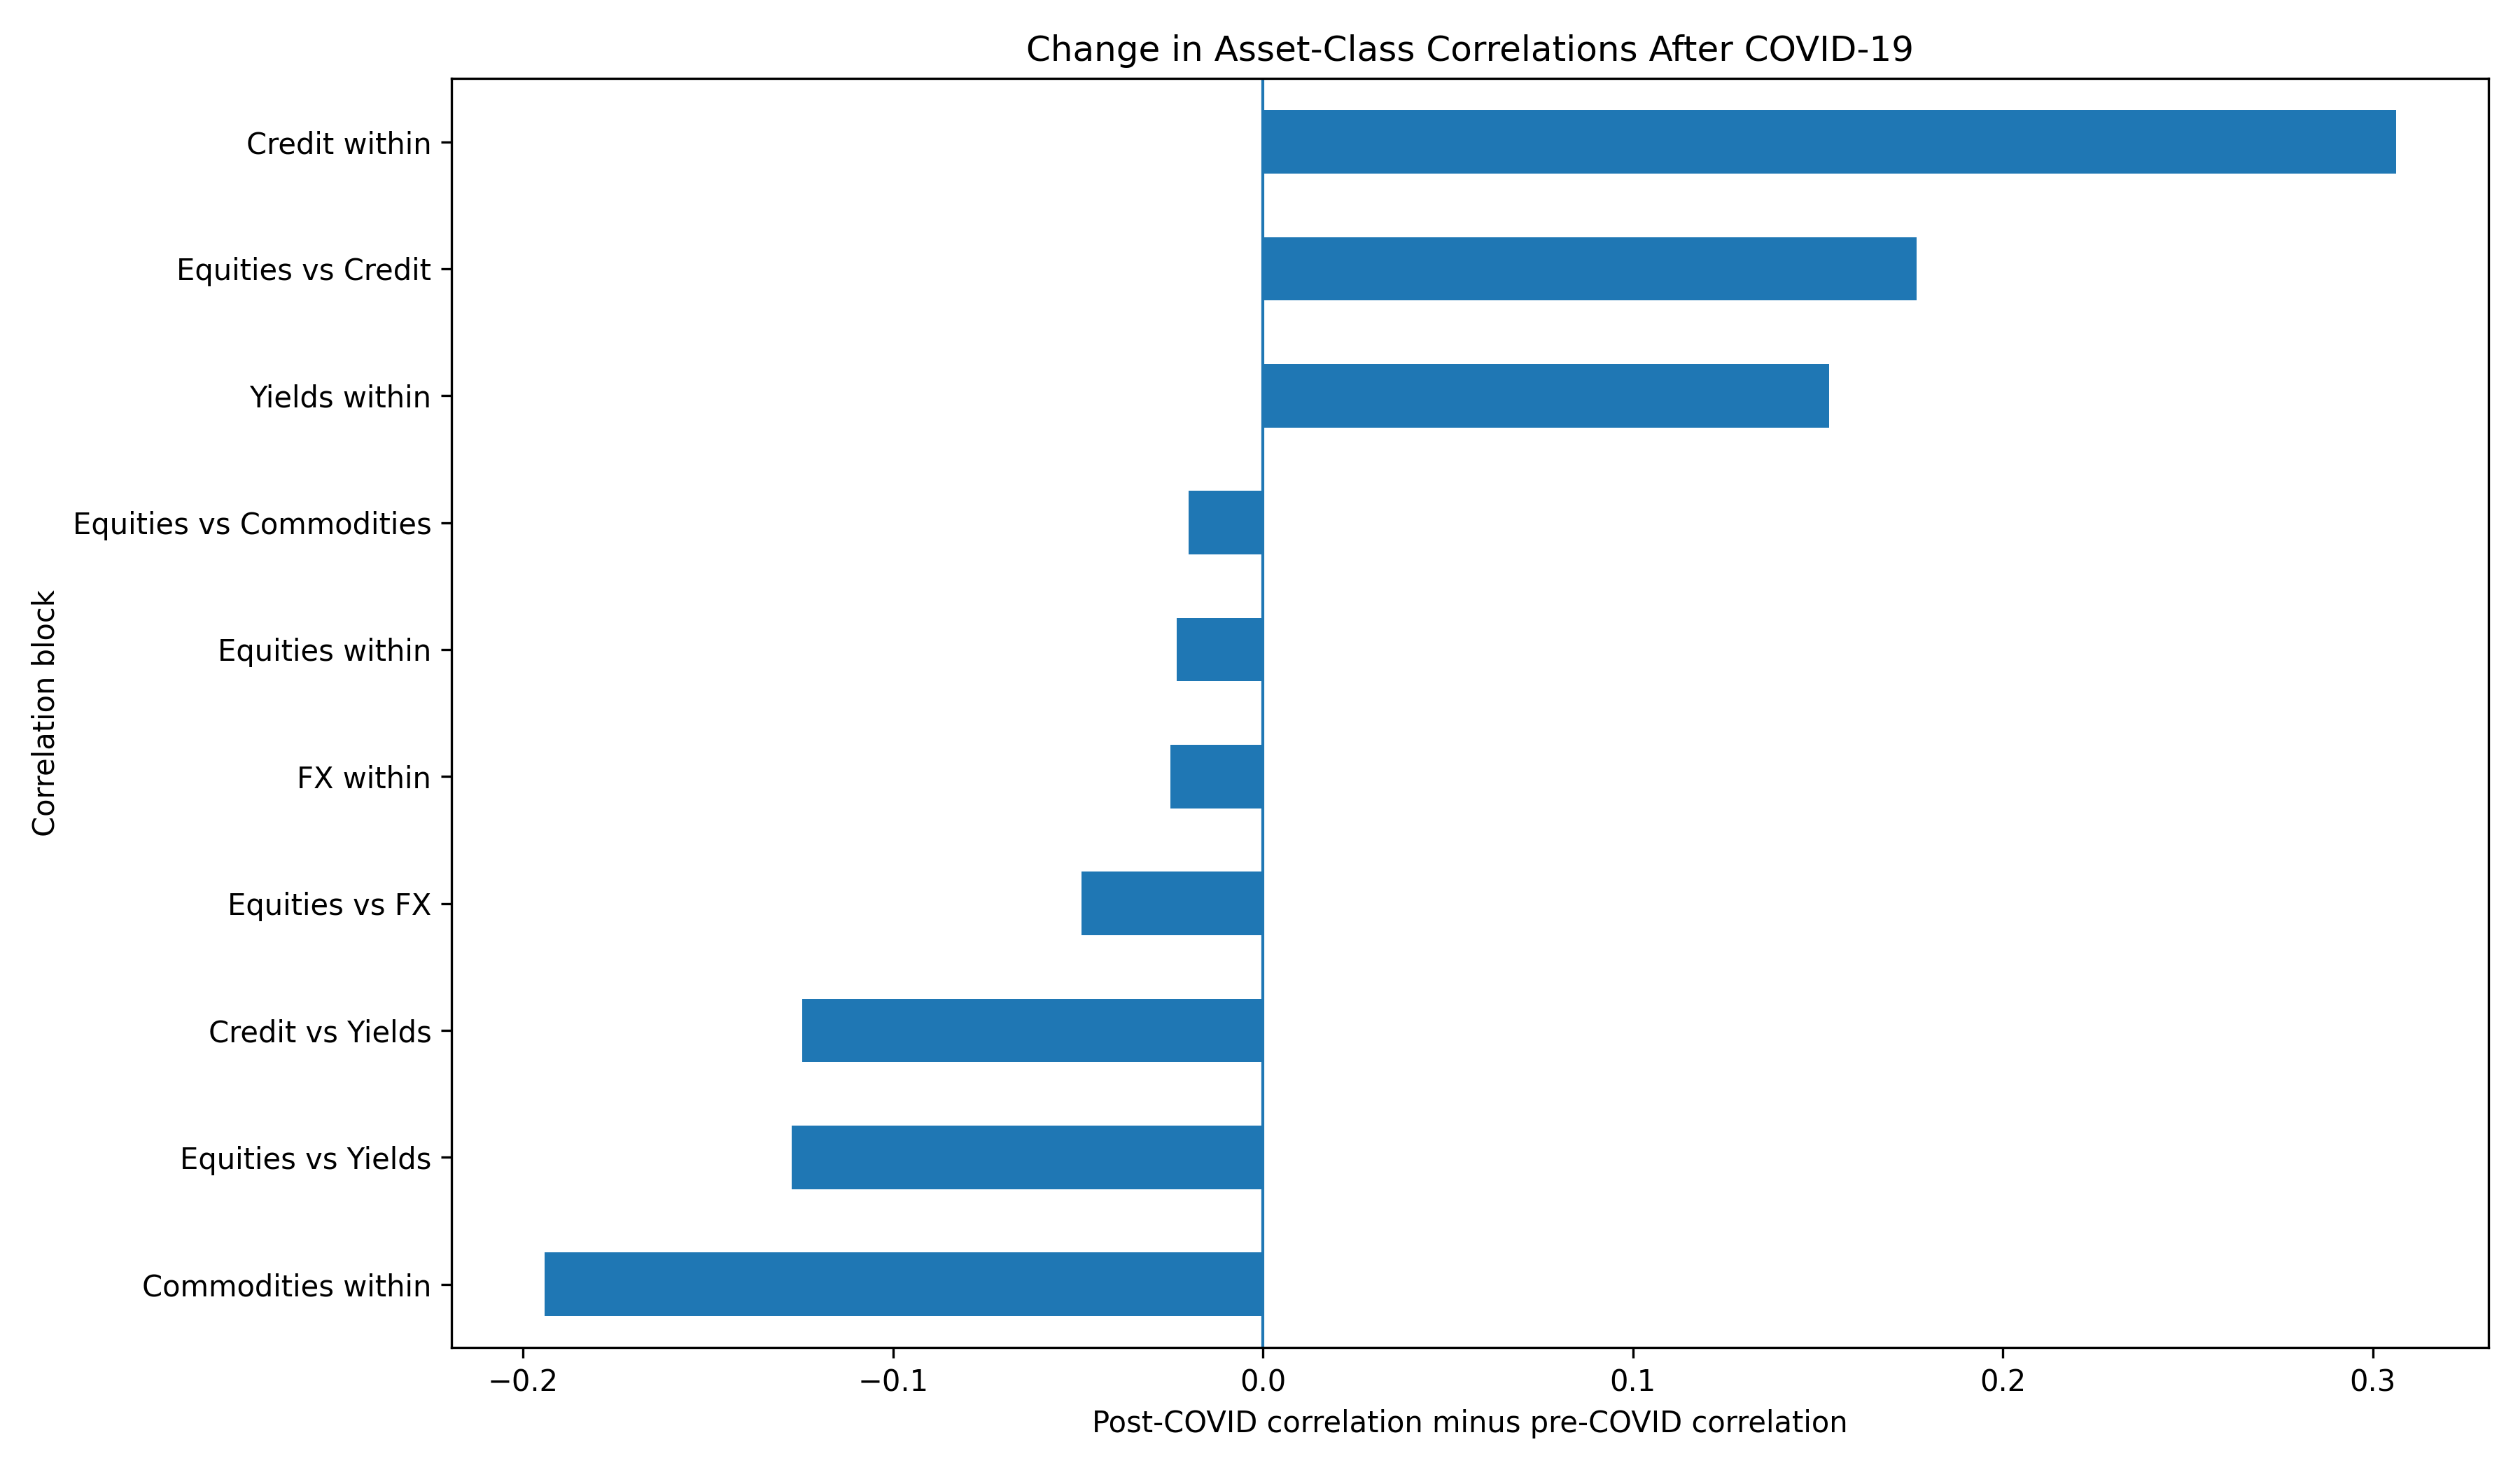 Change in Asset-Class Correlations After COVID-19
Correlation block
Credit within
Equities vs Credit
Yields within
Equities vs Commodities
Equities within
FX within
Equities vs FX
Credit vs Yields
Equities vs Yields
Commodities within
−0.2 −0.1 0.0 0.1 0.2 0.3
Post-COVID correlation minus pre-COVID correlation